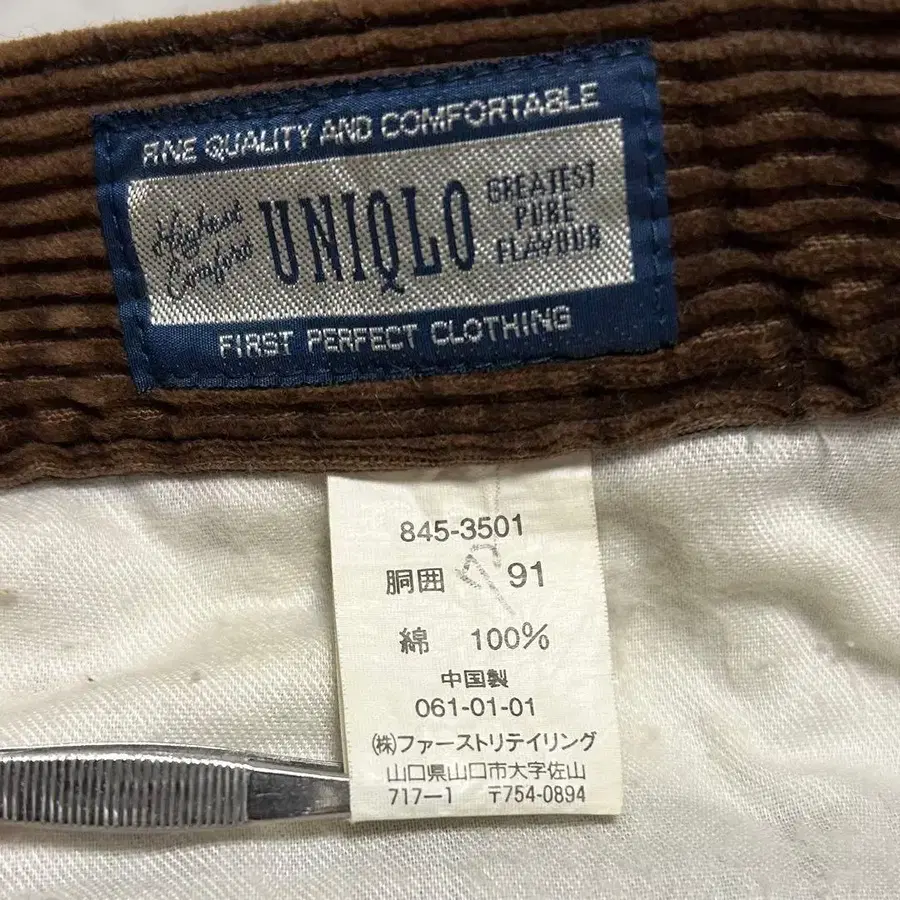 FINE QUALITY AND COMFORTABLE
Highest
Comfort
UNIQLO
GREATEST
PURE
FLAVOUR
FIRST PERFECT CLOTHING
845-3501
胴囲 91
綿 100%
中国製
061-01-01
㈱ファーストリテイリング
山口県山口市大字佐山
717ー1 〒754-0894